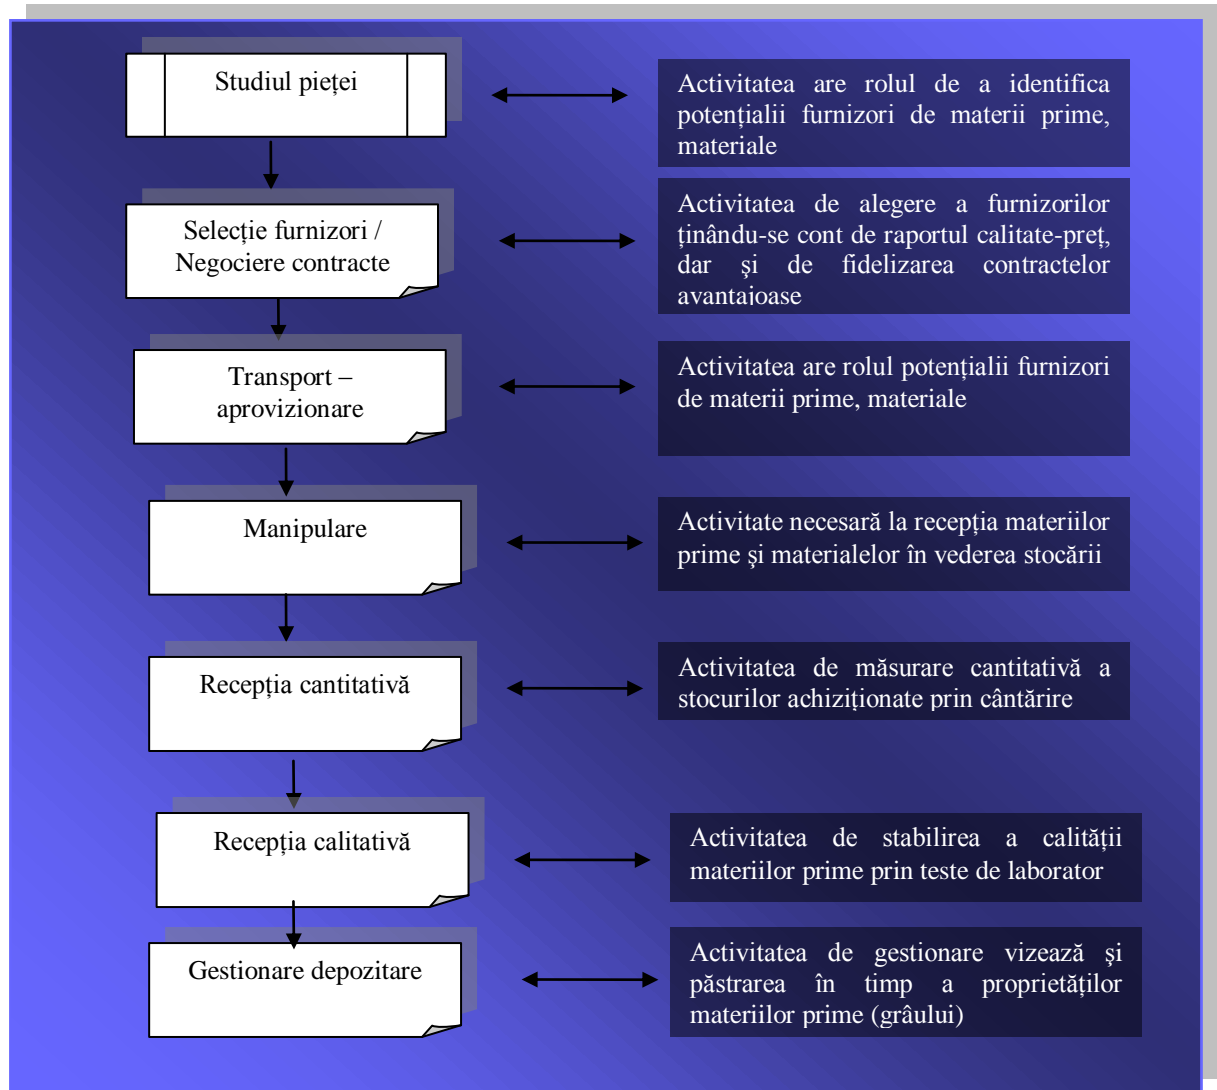 Studiul pieței
Activitatea are rolul de a identifica
potențialii furnizori de materii prime,
materiale
Selecție furnizori /
Negociere contracte
Activitatea de alegere a furnizorilor
ținându-se cont de raportul calitate-preț,
dar şi de fidelizarea contractelor
avantajoase
Transport –
aprovizionare
Activitatea are rolul potențialii furnizori
de materii prime, materiale
Manipulare
Activitate necesară la recepția materiilor
prime şi materialelor în vederea stocării
Recepția cantitativă
Activitatea de măsurare cantitativă a
stocurilor achiziționate prin cântărire
Recepția calitativă
Activitatea de stabilirea a calității
materiilor prime prin teste de laborator
Gestionare depozitare
Activitatea de gestionare vizează şi
păstrarea în timp a proprietăților
materiilor prime (grâului)